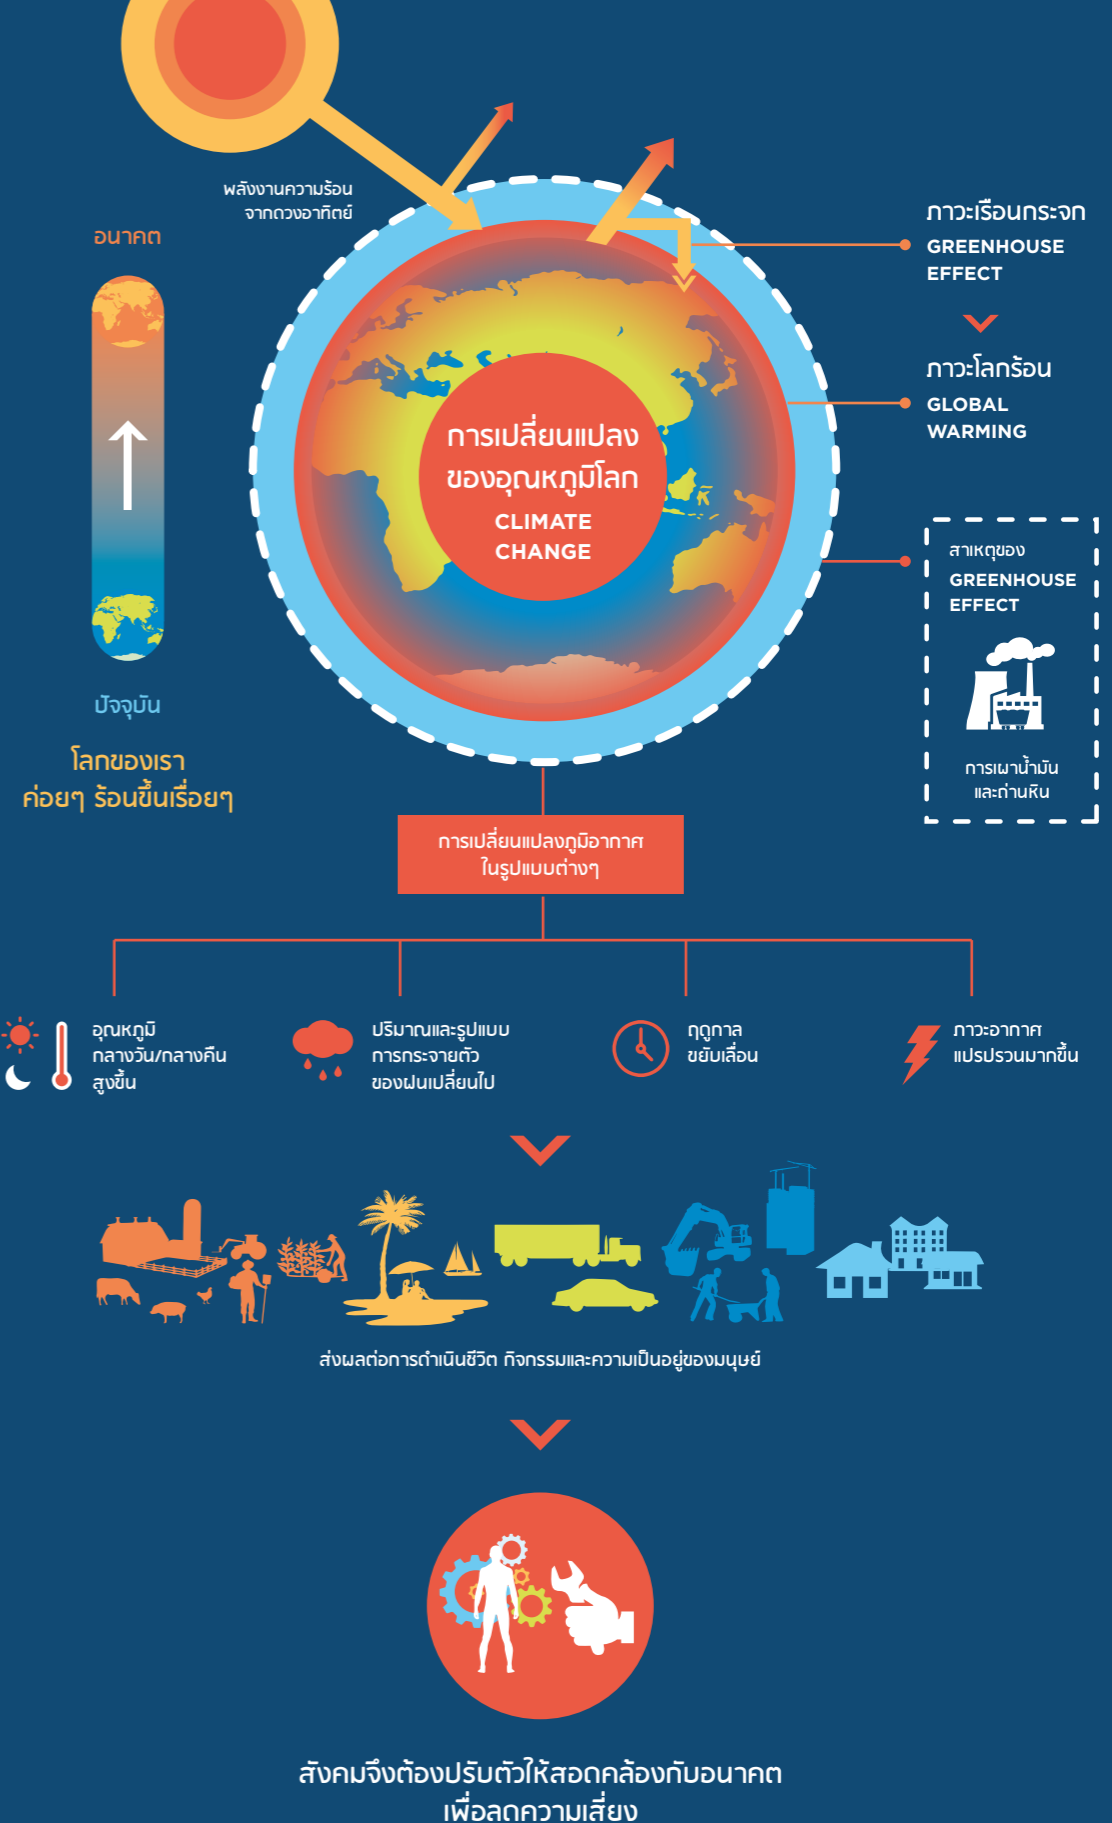 พลังงานความร้อน
จากดวงอาทิตย์
อนาคต
ปัจจุบัน
โลกของเรา
ค่อยๆ ร้อนขึ้นเรื่อยๆ
การเปลี่ยนแปลง
ของอุณหภูมิโลก
CLIMATE
CHANGE
ภาวะเรือนกระจก
GREENHOUSE
EFFECT
ภาวะโลกร้อน
GLOBAL
WARMING
สาเหตุของ
GREENHOUSE
EFFECT
การเผาน้ำมัน
และถ่านหิน
การเปลี่ยนแปลงภูมิอากาศ
ในรูปแบบต่างๆ
อุณหภูมิ
กลางวัน/กลางคืน
สูงขึ้น
ปริมาณและรูปแบบ
การกระจายตัว
ของฝนเปลี่ยนไป
ฤดูกาล
ขยับเลื่อน
ภาวะอากาศ
แปรปรวนมากขึ้น
ส่งผลต่อการดำเนินชีวิต กิจกรรมและความเป็นอยู่ของมนุษย์
สังคมจึงต้องปรับตัวให้สอดคล้องกับอนาคต
เพื่อลดความเสี่ยง